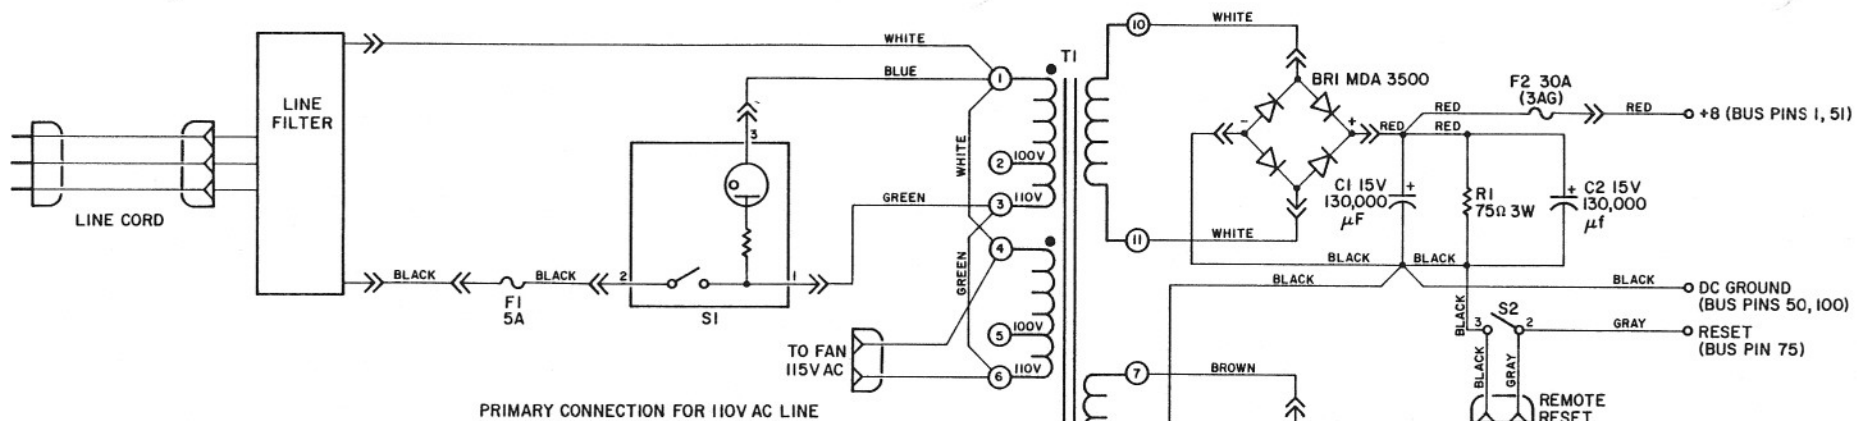 WHITE
BLUE
LINE
FILTER
LINE CORD
3
2
1
BLACK
BLACK
F1
5A
S1
GREEN
WHITE
GREEN
TO FAN
115V AC
PRIMARY CONNECTION FOR 110V AC LINE
1
2 100V
3 110V
4
5 100V
6 110V
T1
10 WHITE
11 WHITE
7 BROWN
BR1 MDA 3500
-
+
RED
RED
RED
F2 30A
(3AG)
RED
+8 (BUS PINS 1, 51)
C1 15V
130,000
μF
+
R1
75Ω 3W
+
C2 15V
130,000
μf
BLACK
BLACK
BLACK
BLACK
DC GROUND
(BUS PINS 50, 100)
BLACK
3
S2
2
GRAY
RESET
(BUS PIN 75)
BLACK
GRAY
REMOTE
RESET